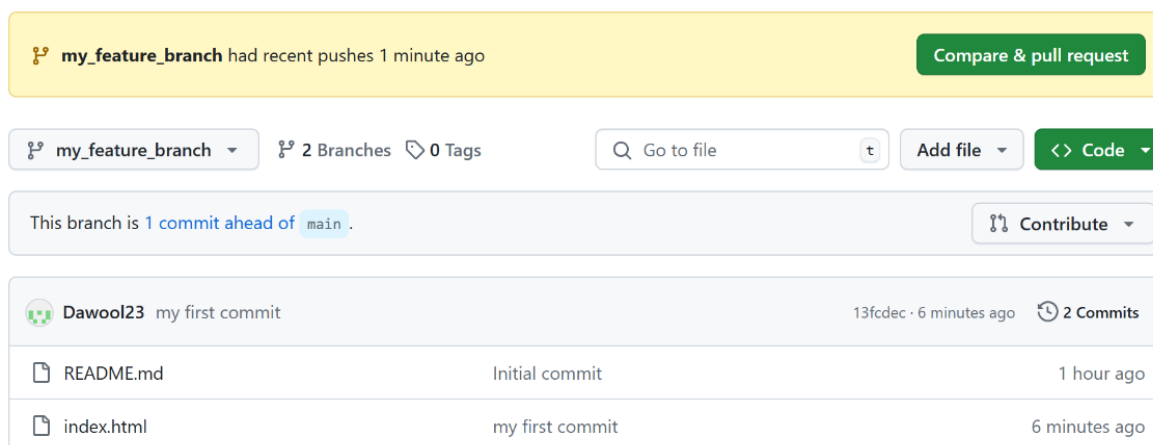 my_feature_branch had recent pushes 1 minute ago Compare & pull request
my_feature_branch 2 Branches 0 Tags Go to file t Add file <> Code
This branch is 1 commit ahead of main. Contribute
Dawool23 my first commit 13fcdec · 6 minutes ago 2 Commits
README.md Initial commit 1 hour ago
index.html my first commit 6 minutes ago